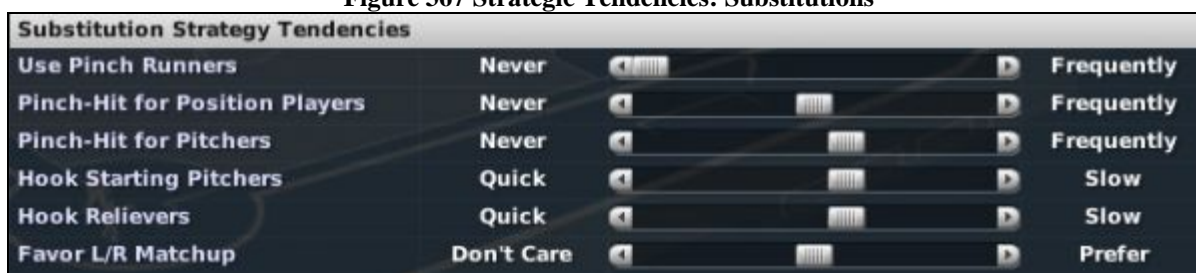 Figure 367 Strategic Tendencies: Substitutions
Substitution Strategy Tendencies
Use Pinch Runners Never Frequently
Pinch-Hit for Position Players Never Frequently
Pinch-Hit for Pitchers Never Frequently
Hook Starting Pitchers Quick Slow
Hook Relievers Quick Slow
Favor L/R Matchup Don't Care Prefer